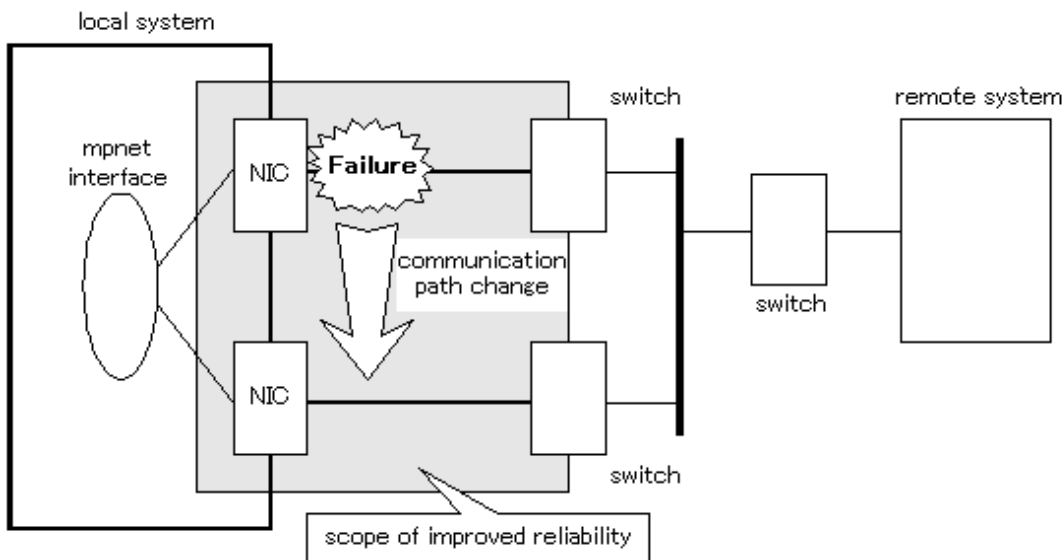 local system
switch
remote system
mpnet
interface
NIC
Failure
communication
path change
switch
NIC
switch
scope of improved reliability